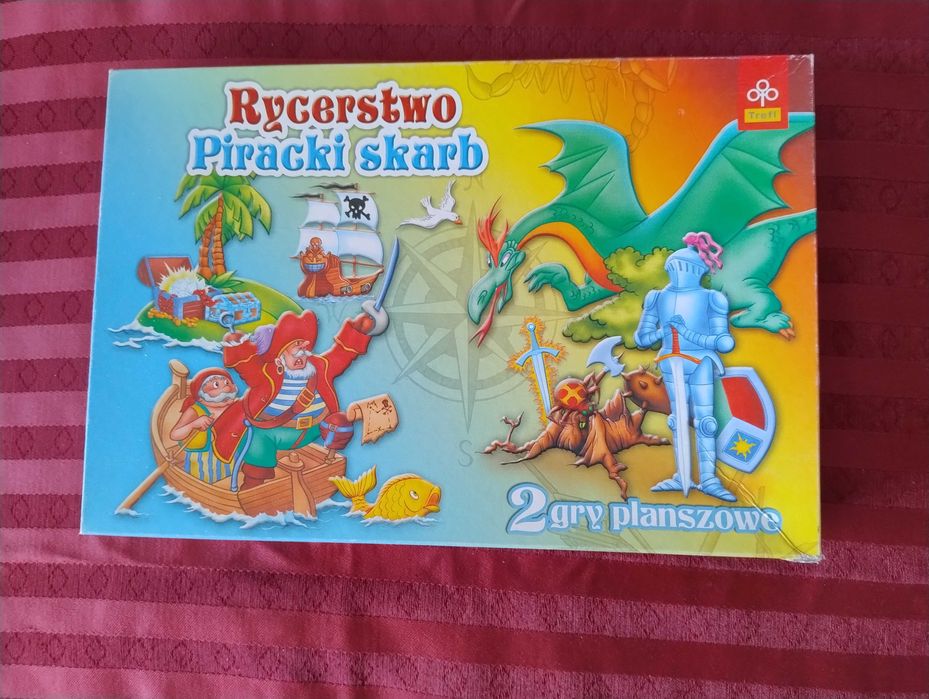 Rycerstwo
Piracki skarb
Trefl
N
S
2 gry planszowe